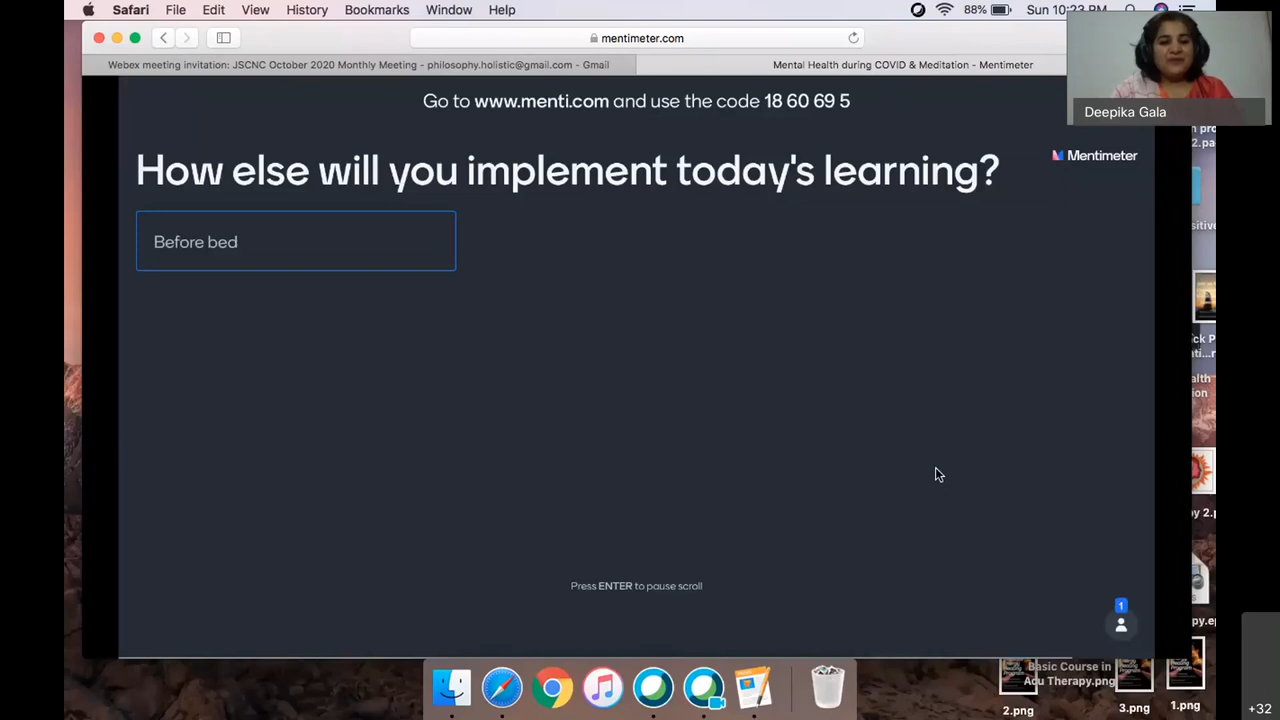 Safari File Edit View History Bookmarks Window Help 88% Sun 10:23 PM
mentimeter.com
Webex meeting invitation: JSCNC October 2020 Monthly Meeting - philosophy.holistic@gmail.com - Gmail
Mental Health during COVID & Meditation - Mentimeter
Deepika Gala
Go to www.menti.com and use the code 18 60 69 5
Mentimeter
How else will you implement today's learning?
Before bed
Press ENTER to pause scroll
1
Basic Course in
Acu Therapy.png
2.png
3.png
1.png
+32